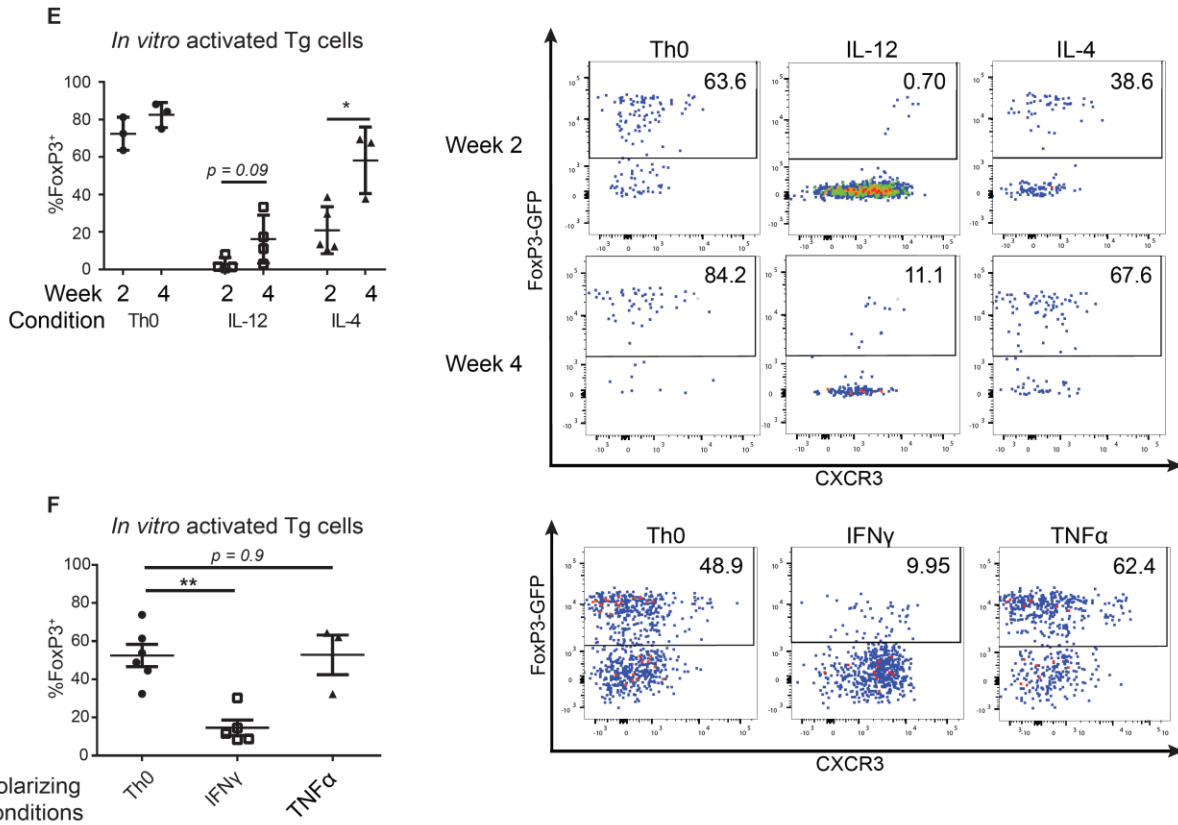 E
In vitro activated Tg cells
%FoxP3+
100
80
60
40
20
0
*
p = 0.09
Week 2 4 2 4 2 4
Condition Th0 IL-12 IL-4
Th0 IL-12 IL-4
Week 2
63.6 0.70 38.6
Week 4
84.2 11.1 67.6
FoxP3-GFP
CXCR3
F
In vitro activated Tg cells
p = 0.9
**
%FoxP3+
100
80
60
40
20
0
Th0 IFNγ TNFα
olarizing
onditions
Th0 IFNγ TNFα
48.9 9.95 62.4
FoxP3-GFP
CXCR3